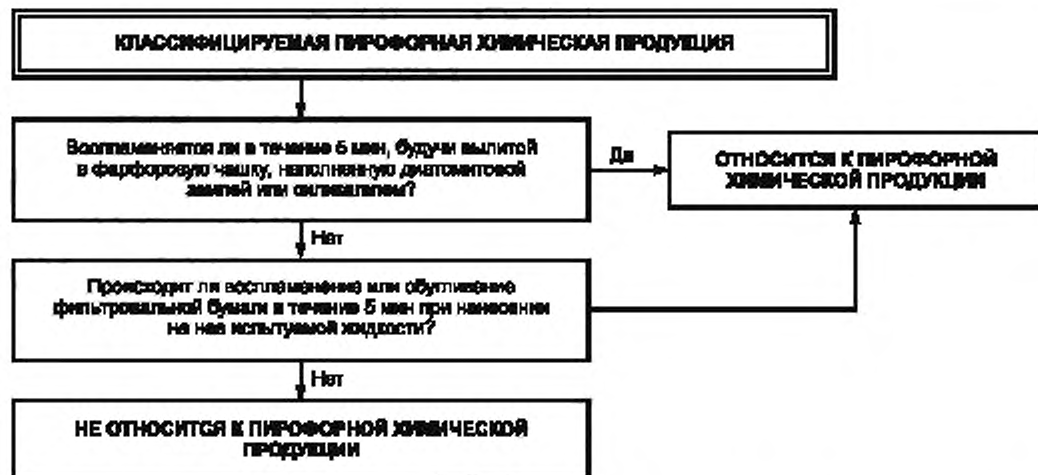 КЛАССИФИЦИРУЕМАЯ ПИРОФОРНАЯ ХИМИЧЕСКАЯ ПРОДУКЦИЯ
Воспламеняется ли в течение 5 мин, будучи вылитой
в фарфоровую чашку, наполненную диатомитовой
землей или силикагелем?
Да
ОТНОСИТСЯ К ПИРОФОРНОЙ
ХИМИЧЕСКОЙ ПРОДУКЦИИ
Нет
Происходит ли воспламенение или обугливание
фильтровальной бумаги в течение 5 мин при нанесении
на нее испытуемой жидкости?
Нет
НЕ ОТНОСИТСЯ К ПИРОФОРНОЙ ХИМИЧЕСКОЙ
ПРОДУКЦИИ